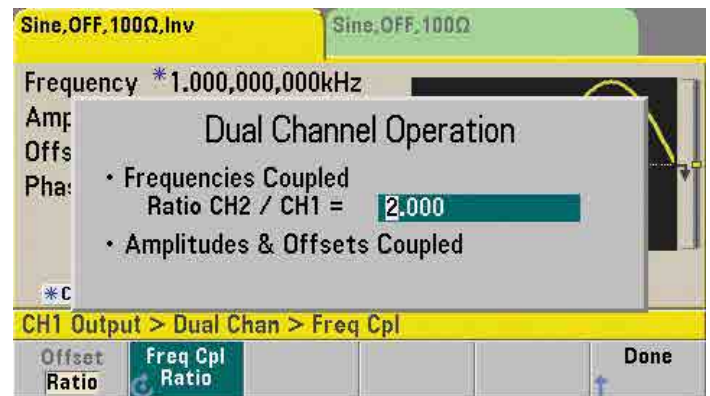 Sine,OFF,100Ω,Inv
Sine,OFF,100Ω
Frequency *1.000,000,000kHz
Amp
Offs
Phas
Dual Channel Operation
• Frequencies Coupled
Ratio CH2 / CH1 = 2.000
• Amplitudes & Offsets Coupled
*C
CH1 Output > Dual Chan > Freq Cpl
Offset
Ratio
Freq Cpl
Ratio
Done